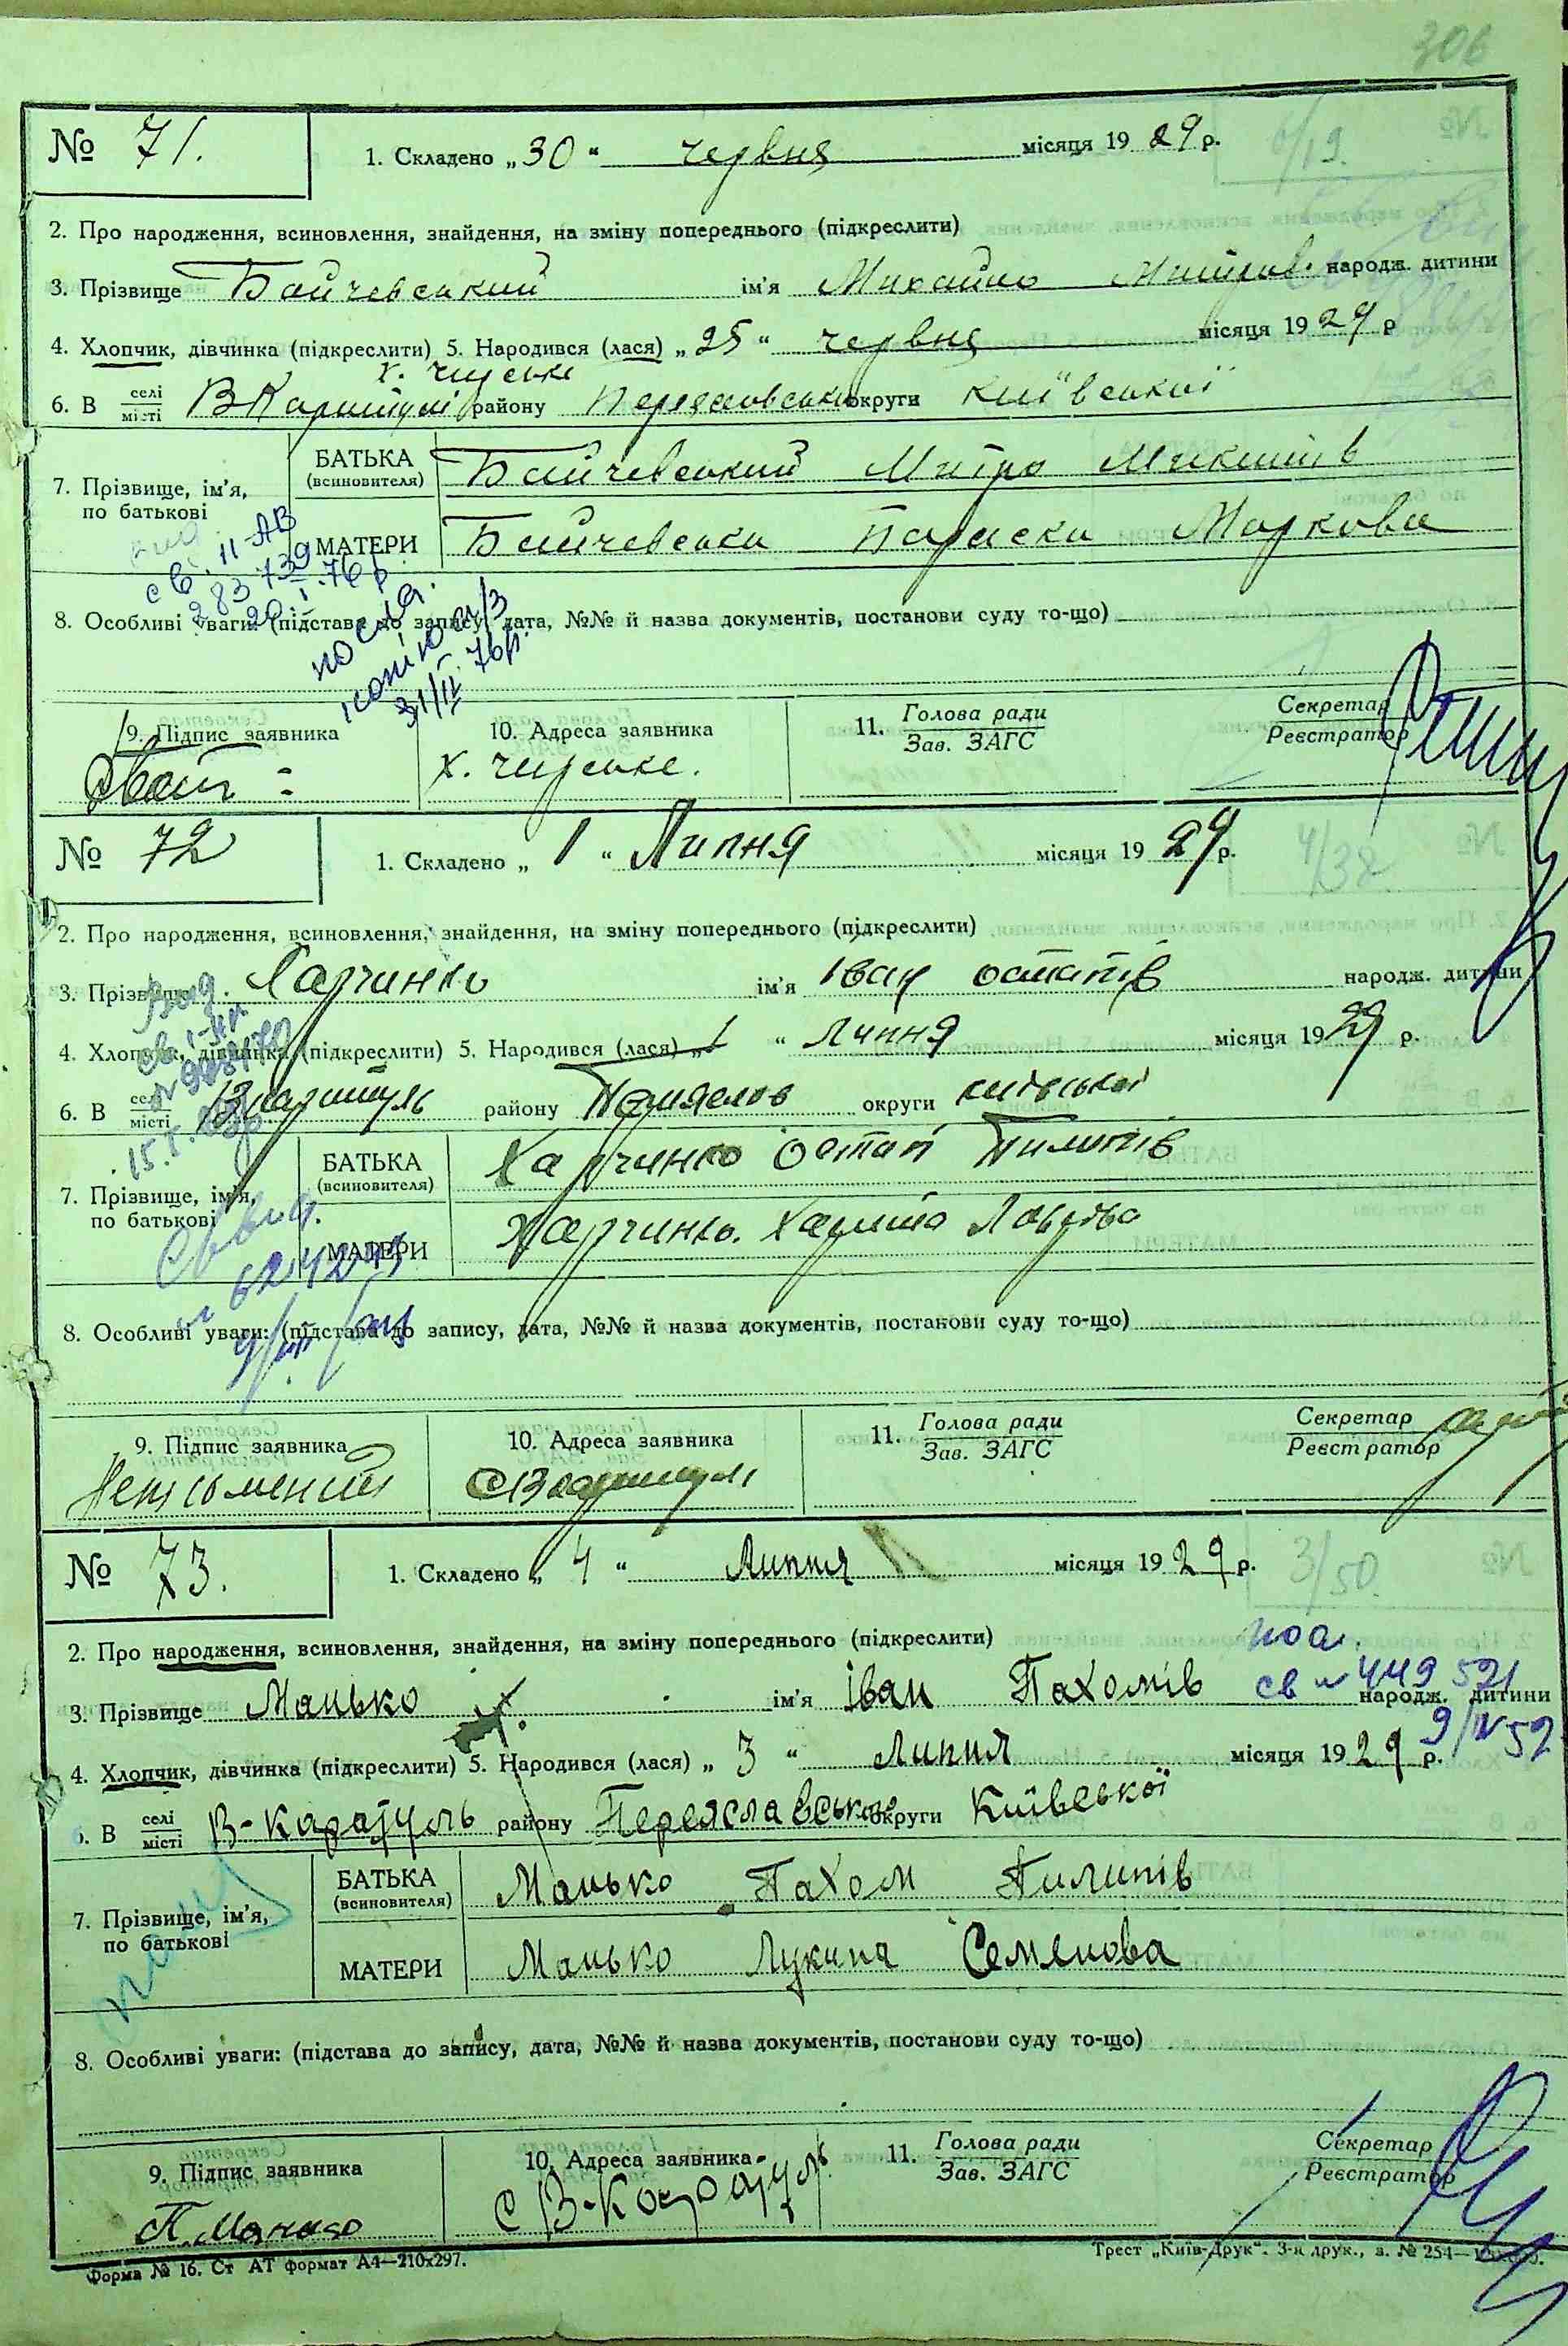 306
№ 71. 1. Складено „30“ червня місяця 1929 р.
2. Про народження, всиновлення, знайдення, на зміну попереднього (підкреслити)
3. Прізвище Байчевський ім'я Михайло народж. дитини
4. Хлопчик, дівчинка (підкреслити) 5. Народився (лася) „25“ червня місяця 1929 р
6. В селі місті району округи Київської
7. Прізвище, ім'я, по батькові
БАТЬКА (всиновителя) Байчевський Митро Микитів
МАТЕРИ Байчевська Параска Маркова
8. Особливі уваги: (підстава до запису, дата, №№ й назва документів, постанови суду то-що)
9. Підпис заявника 10. Адреса заявника 11. Голова ради Зав. ЗАГС Секретар Реєстратор
№ 72 1. Складено „1“ Липня місяця 1929 р.
4/38
2. Про народження, всиновлення, знайдення, на зміну попереднього (підкреслити)
3. Прізвище Харчинко ім'я Іван остапів народж. дитини
4. Хлопчик, дівчинка (підкреслити) 5. Народився (лася) „1“ Липня місяця 1929 р.
6. В селі місті району округи київської
7. Прізвище, ім'я, по батькові
БАТЬКА (всиновителя) Харчинко Остап Пилипів
МАТЕРИ Харчинко
8. Особливі уваги: (підстава до запису, дата, №№ й назва документів, постанови суду то-що)
9. Підпис заявника 10. Адреса заявника 11. Голова ради Зав. ЗАГС Секретар Реєстратор
№ 73. 1. Складено „4“ Липня місяця 1929 р.
3/50
2. Про народження, всиновлення, знайдення, на зміну попереднього (підкреслити)
3. Прізвище Манько ім'я Іван Пахомів народж. дитини
4. Хлопчик, дівчинка (підкреслити) 5. Народився (лася) „3“ Липня місяця 1929 р.
6. В селі місті В-Каратуль району Переяславського округи Київської
7. Прізвище, ім'я, по батькові
БАТЬКА (всиновителя) Манько Пахом Пилипів
МАТЕРИ Манько Лукина Семенова
8. Особливі уваги: (підстава до запису, дата, №№ й назва документів, постанови суду то-що)
9. Підпис заявника 10. Адреса заявника 11. Голова ради Зав. ЗАГС Секретар Реєстратор
П. Манько с В-Каратуль
Форма № 16. Ст АТ формат А4—210х297. Трест „Київ-Друк“. 3-я друк., з. № 254—